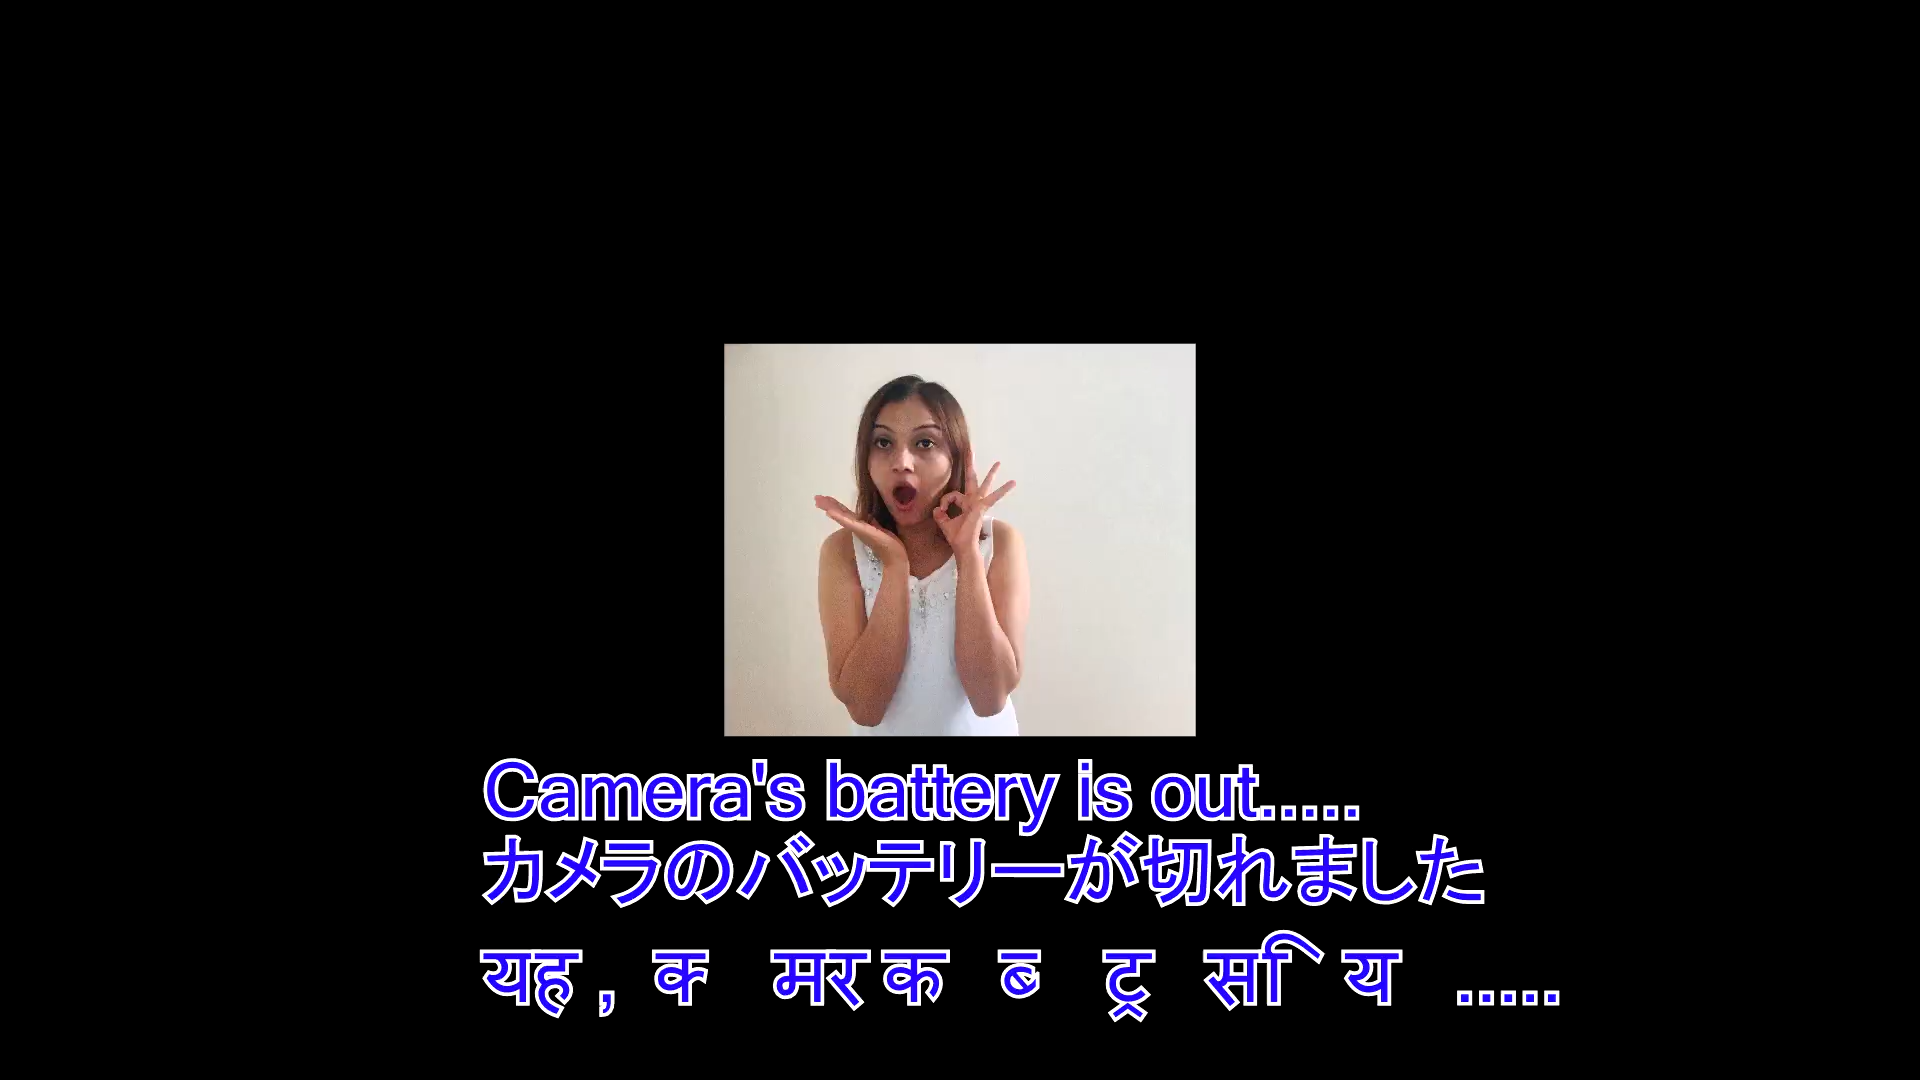 Camera's battery is out.....
カメラのバッテリーが切れました
यह , क मर क ब ट्र सि य .....